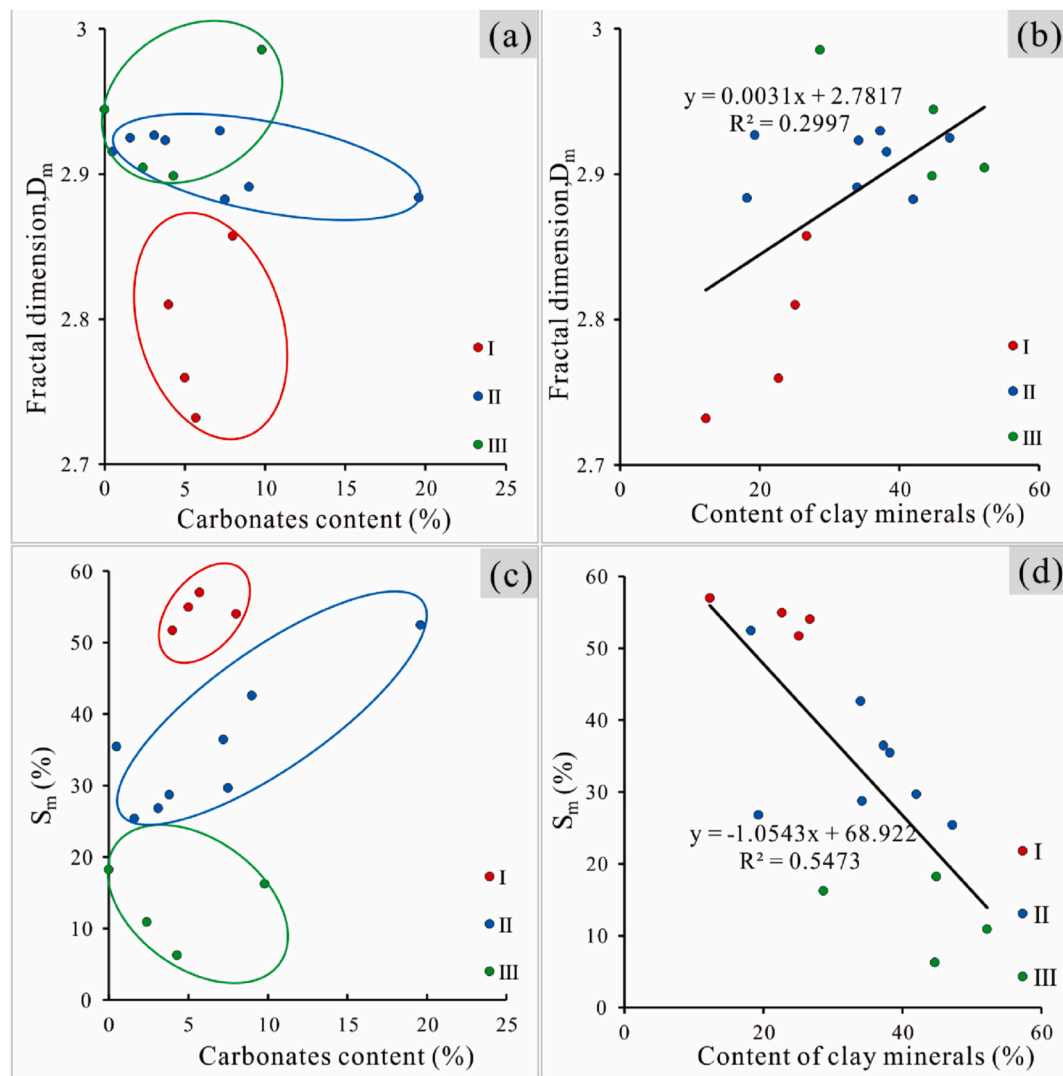 (a)
3
2.9
2.8
2.7
Fractal dimension,Dm
0
5
10
15
20
25
Carbonates content (%)
I
II
III
(b)
3
2.9
2.8
2.7
Fractal dimension,Dm
y = 0.0031x + 2.7817
R² = 0.2997
0
20
40
60
Content of clay minerals (%)
I
II
III
(c)
60
50
40
30
20
10
0
Sm (%)
0
5
10
15
20
25
Carbonates content (%)
I
II
III
(d)
60
50
40
30
20
10
0
Sm (%)
y = -1.0543x + 68.922
R² = 0.5473
0
20
40
60
Content of clay minerals (%)
I
II
III